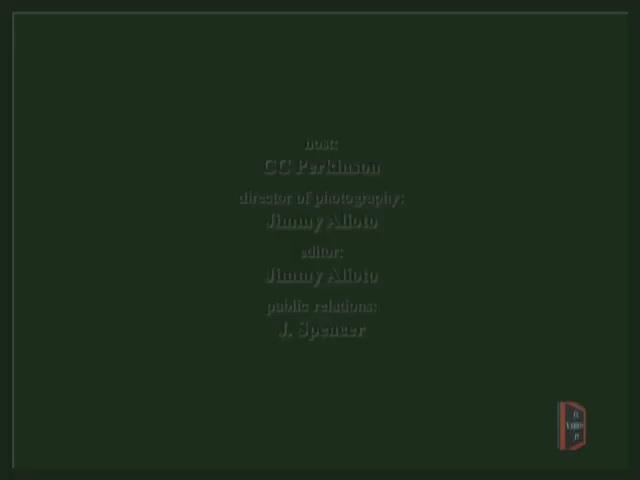 host:
CC Perkinson
director of photography:
Jimmy Alioto
editor:
Jimmy Alioto
public relations:
J. Spencer